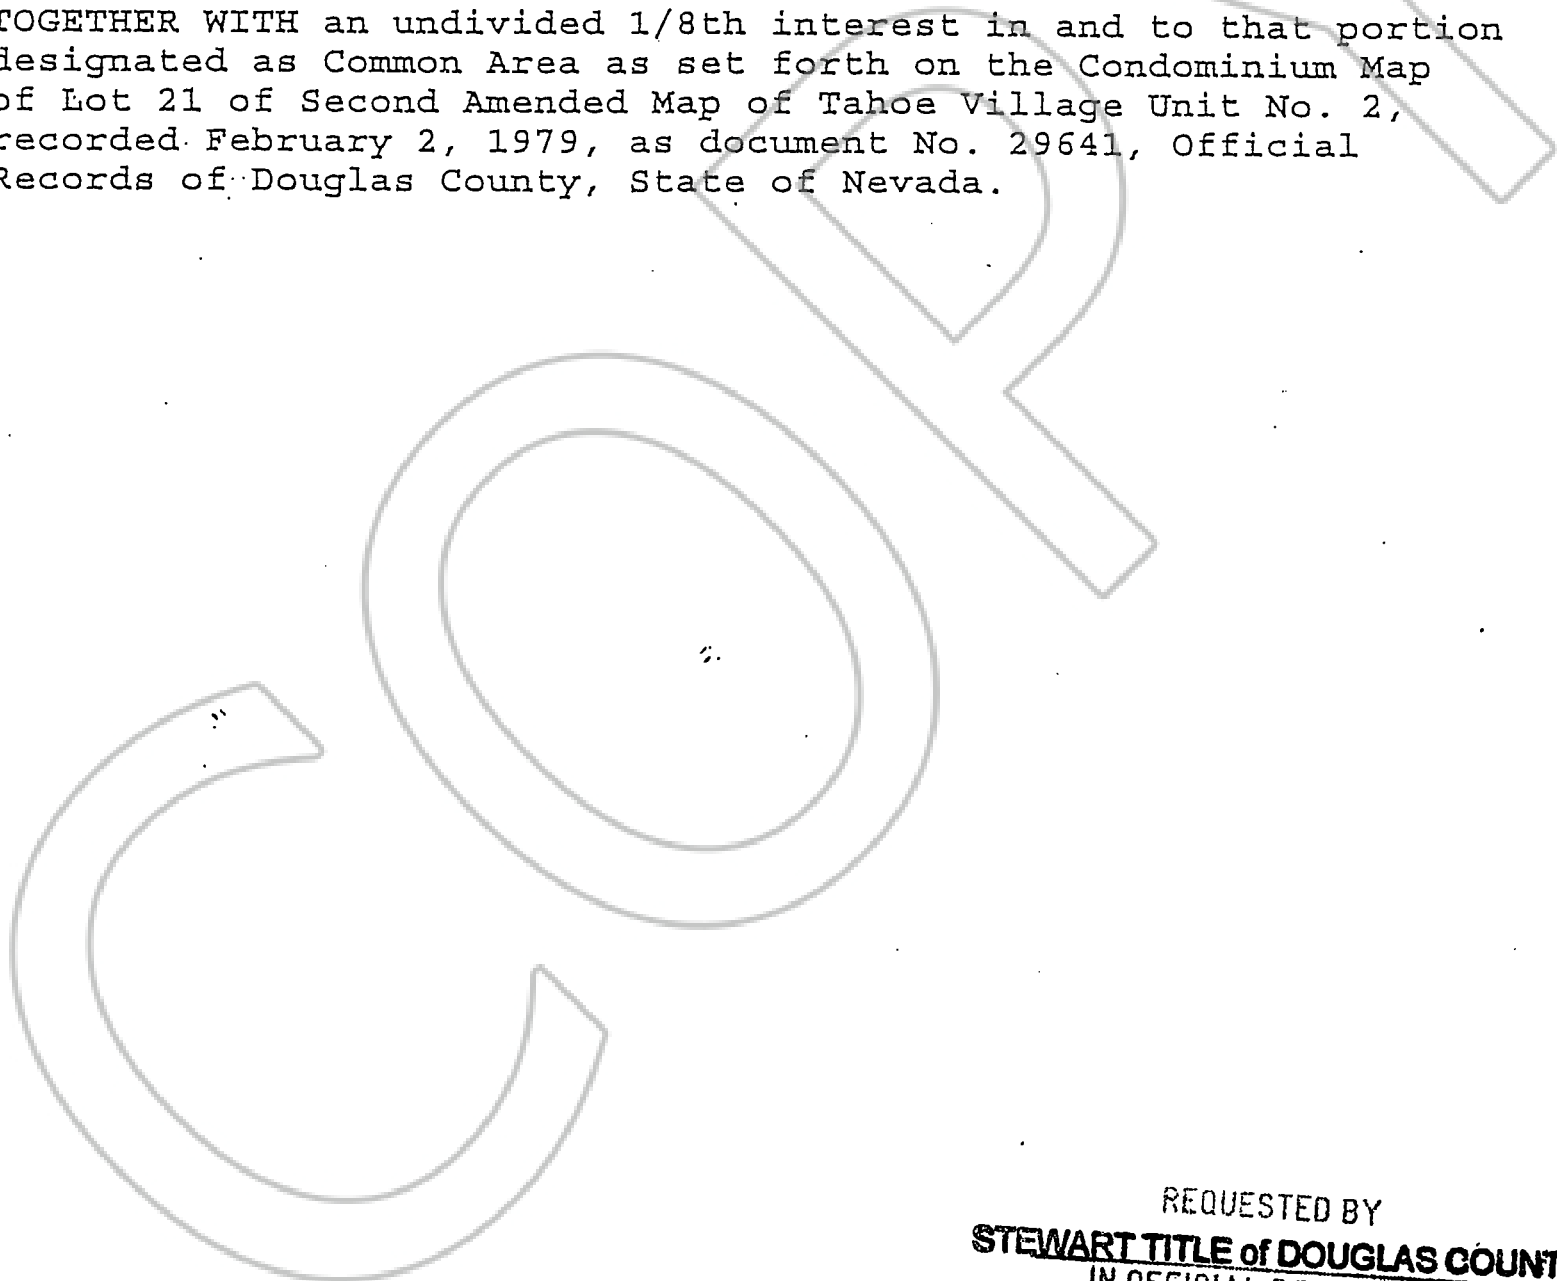 TOGETHER WITH an undivided 1/8th interest in and to that portion
designated as Common Area as set forth on the Condominium Map
of Lot 21 of Second Amended Map of Tahoe Village Unit No. 2,
recorded February 2, 1979, as document No. 29641, Official
Records of Douglas County, State of Nevada.
COPY
REQUESTED BY
STEWART TITLE of DOUGLAS COUNT
IN OFFICIAL